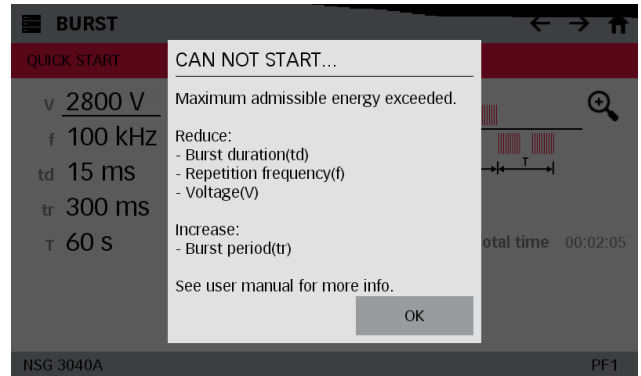 BURST
QUICK START
CAN NOT START...
Maximum admissible energy exceeded.
Reduce:
- Burst duration(td)
- Repetition frequency(f)
- Voltage(V)
Increase:
- Burst period(tr)
See user manual for more info.
OK
V 2800 V
f 100 kHz
td 15 ms
tr 300 ms
T 60 s
T
otal time 00:02:05
NSG 3040A PF1